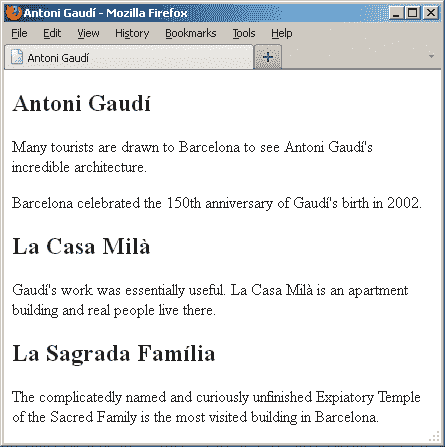 Antoni Gaudí - Mozilla Firefox
File Edit View History Bookmarks Tools Help
Antoni Gaudí
Antoni Gaudí
Many tourists are drawn to Barcelona to see Antoni Gaudí's
incredible architecture.
Barcelona celebrated the 150th anniversary of Gaudí's birth in 2002.
La Casa Milà
Gaudí's work was essentially useful. La Casa Milà is an apartment
building and real people live there.
La Sagrada Família
The complicatedly named and curiously unfinished Expiatory Temple
of the Sacred Family is the most visited building in Barcelona.